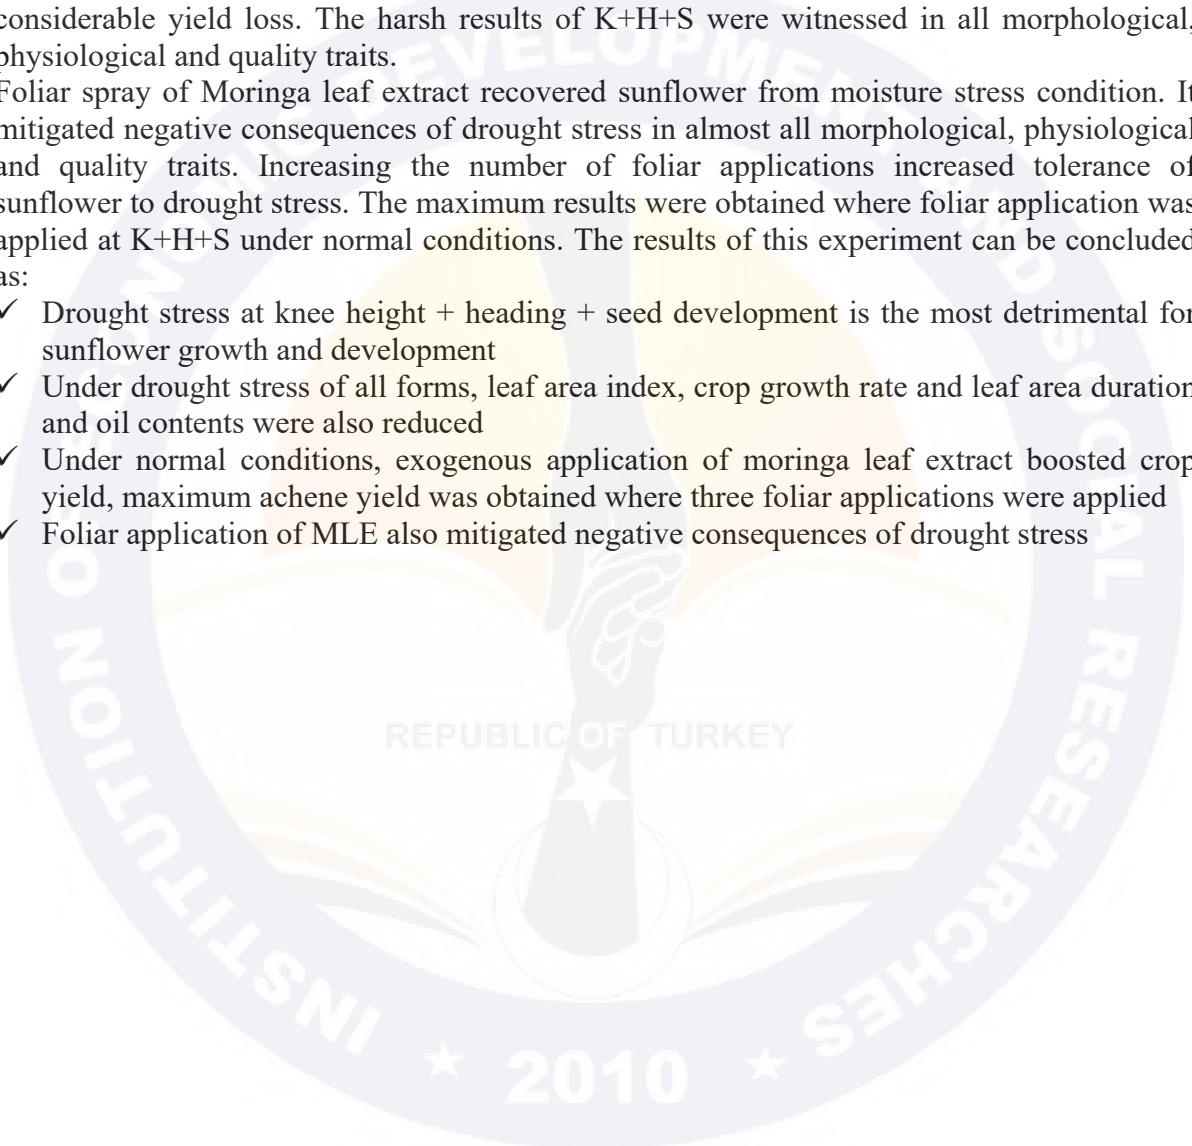 considerable yield loss. The harsh results of K+H+S were witnessed in all morphological,
physiological and quality traits.
Foliar spray of Moringa leaf extract recovered sunflower from moisture stress condition. It
mitigated negative consequences of drought stress in almost all morphological, physiological
and quality traits. Increasing the number of foliar applications increased tolerance of
sunflower to drought stress. The maximum results were obtained where foliar application was
applied at K+H+S under normal conditions. The results of this experiment can be concluded
as:
✓ Drought stress at knee height + heading + seed development is the most detrimental for
sunflower growth and development
✓ Under drought stress of all forms, leaf area index, crop growth rate and leaf area duration
and oil contents were also reduced
✓ Under normal conditions, exogenous application of moringa leaf extract boosted crop
yield, maximum achene yield was obtained where three foliar applications were applied
✓ Foliar application of MLE also mitigated negative consequences of drought stress
INSTITUTION OF ECONOMIC DEVELOPMENT AND SOCIAL RESEARCHES
REPUBLIC OF TURKEY
★ 2010 ★